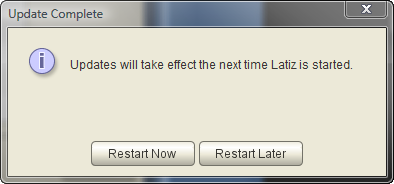 Update Complete
Updates will take effect the next time Latiz is started.
Restart Now
Restart Later